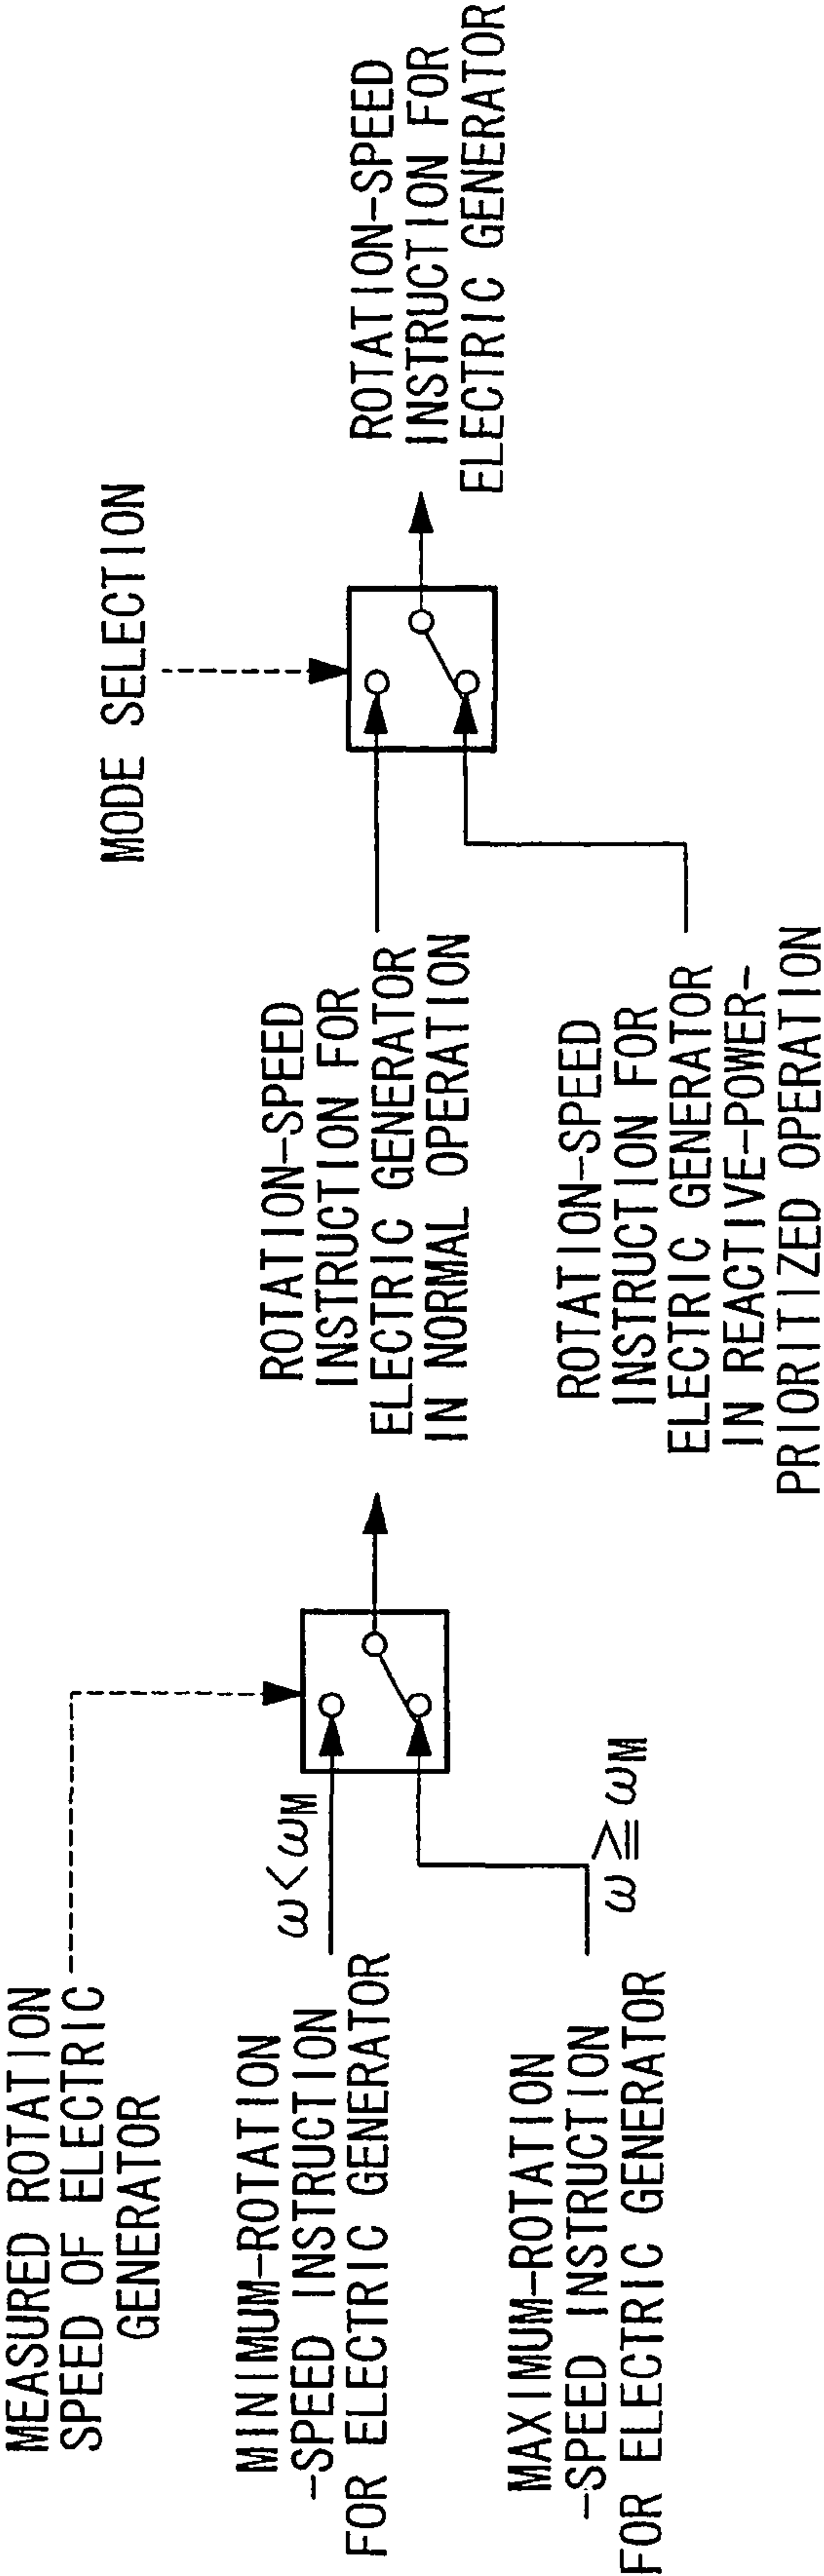 MEASURED ROTATION
SPEED OF ELECTRIC
GENERATOR
MINIMUM-ROTATION
-SPEED INSTRUCTION
FOR ELECTRIC GENERATOR
ω<ωM
MAXIMUM-ROTATION
-SPEED INSTRUCTION
FOR ELECTRIC GENERATOR
ω≧ωM
ROTATION-SPEED
INSTRUCTION FOR
ELECTRIC GENERATOR
IN NORMAL OPERATION
ROTATION-SPEED
INSTRUCTION FOR
ELECTRIC GENERATOR
IN REACTIVE-POWER-
PRIORITIZED OPERATION
MODE SELECTION
ROTATION-SPEED
INSTRUCTION FOR
ELECTRIC GENERATOR